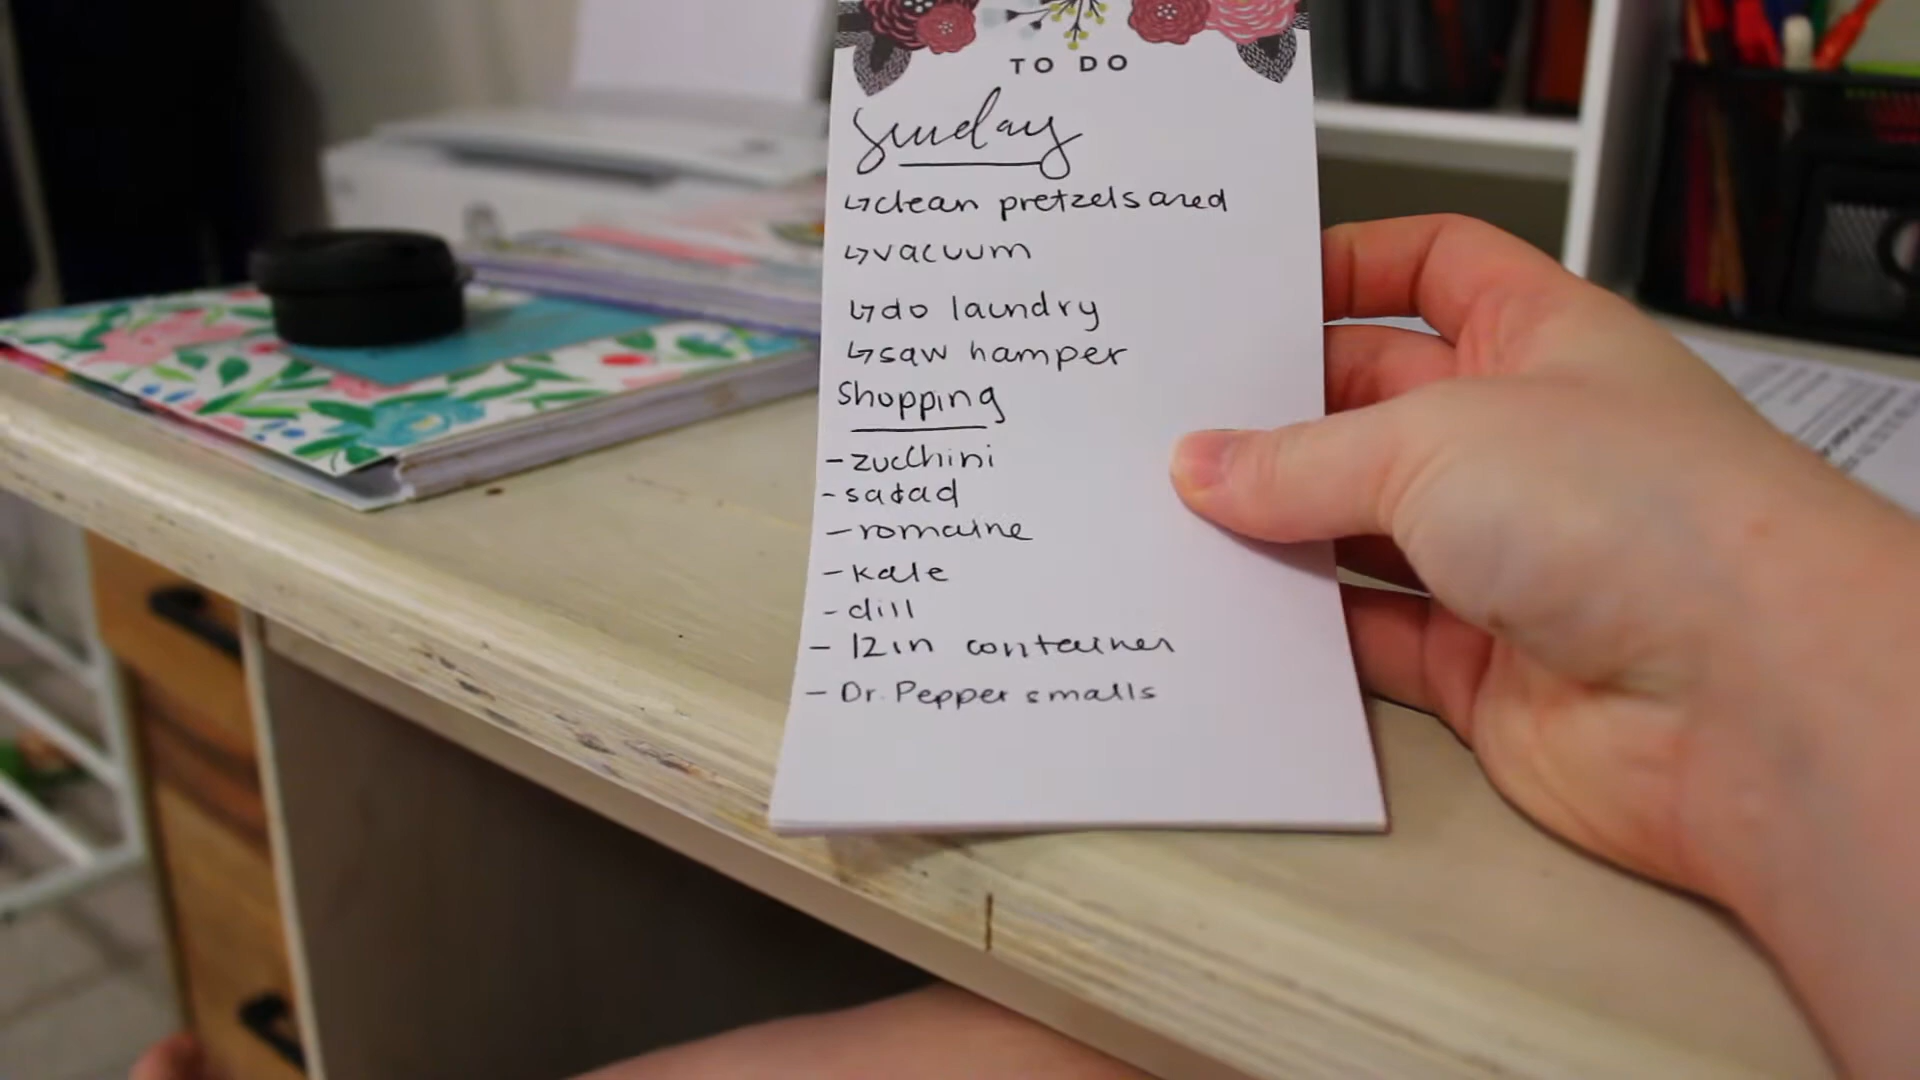 TO DO
Sunday
↳clean pretzels area
↳vacuum
↳do laundry
↳saw hamper
Shopping
-zucchini
-salad
-romaine
-kale
-dill
- 12in container
- Dr. Pepper smalls